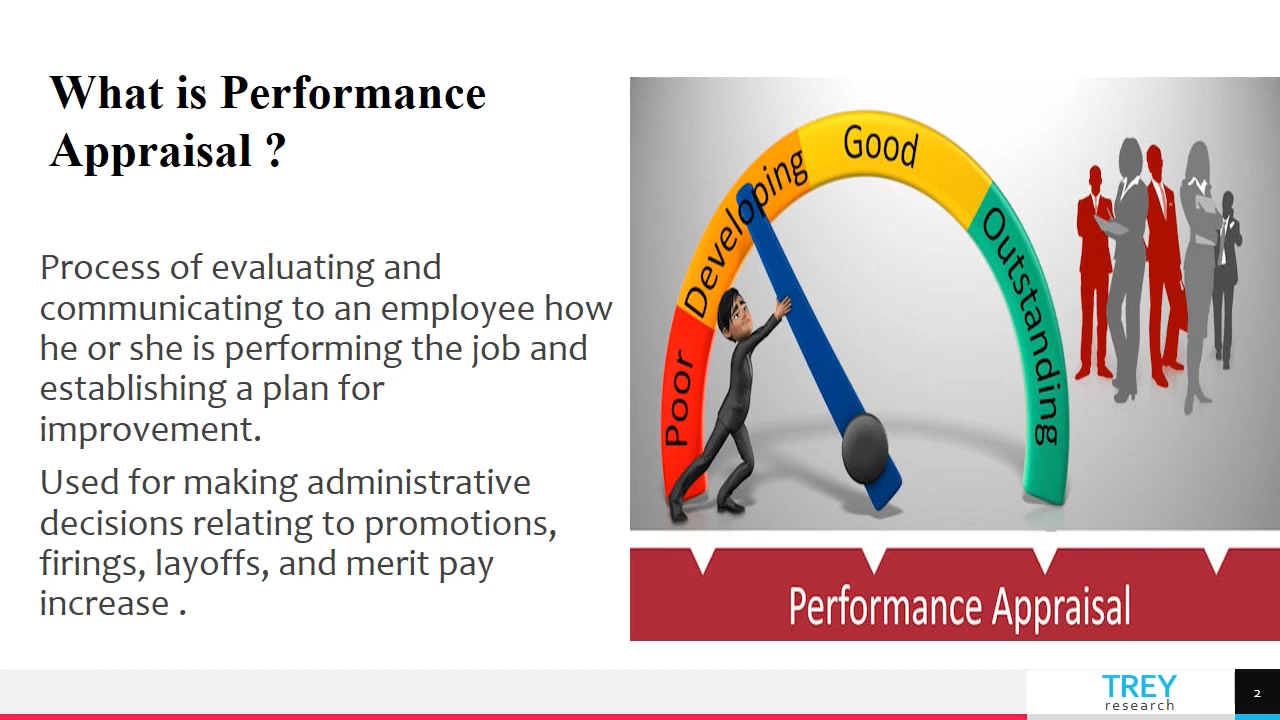 What is Performance
Appraisal ?
Process of evaluating and
communicating to an employee how
he or she is performing the job and
establishing a plan for
improvement.
Used for making administrative
decisions relating to promotions,
firings, layoffs, and merit pay
increase .
Poor
Developing
Good
Outstanding
Performance Appraisal
TREY
research
2